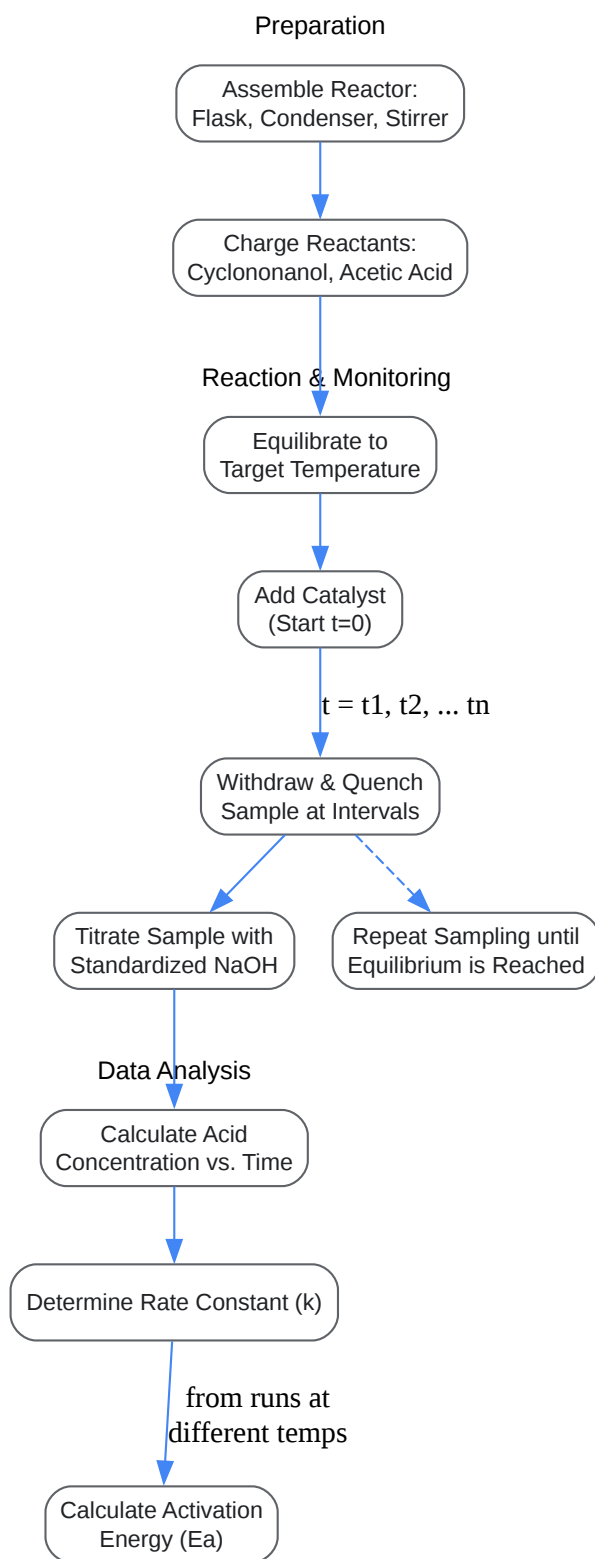 Preparation
Assemble Reactor:
Flask, Condenser, Stirrer
Charge Reactants:
Cyclononanol, Acetic Acid
Reaction & Monitoring
Equilibrate to
Target Temperature
Add Catalyst
(Start t=0)
t = t1, t2, ... tn
Withdraw & Quench
Sample at Intervals
Titrate Sample with
Standardized NaOH
Repeat Sampling until
Equilibrium is Reached
Data Analysis
Calculate Acid
Concentration vs. Time
Determine Rate Constant (k)
from runs at
different temps
Calculate Activation
Energy (Ea)